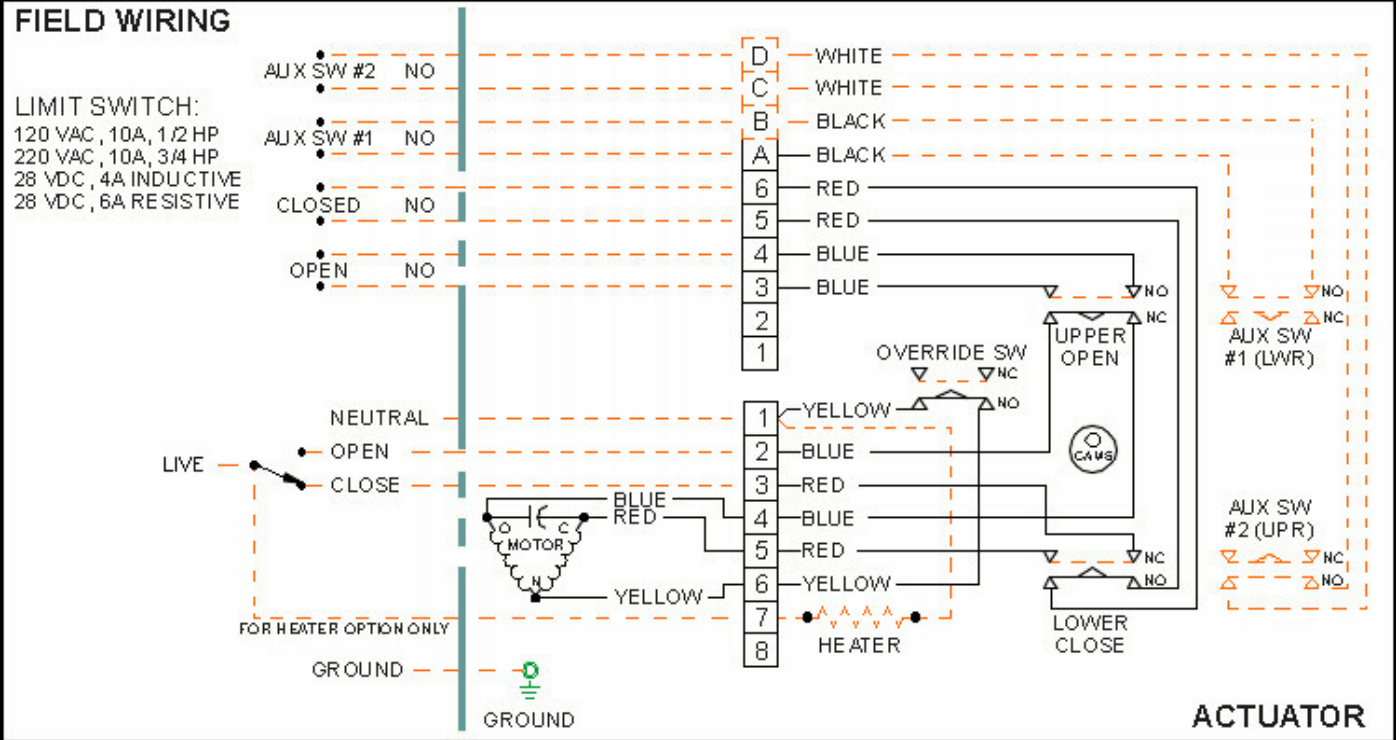 FIELD WIRING
AUX SW #2 NO
LIMIT SWITCH:
120 VAC, 10A, 1/2 HP
220 VAC, 10A, 3/4 HP
28 VDC, 4A INDUCTIVE
28 VDC, 6A RESISTIVE
AUX SW #1 NO
CLOSED NO
OPEN NO
D WHITE
C WHITE
B BLACK
A BLACK
6 RED
5 RED
4 BLUE
3 BLUE
2
1
NO
NC
UPPER
OPEN
NO
NC
AUX SW
#1 (LWR)
OVERRIDE SW
NC
NO
NEUTRAL
LIVE
OPEN
CLOSE
1 YELLOW
2 BLUE
3 RED
4 BLUE
5 RED
6 YELLOW
7
8
BLUE
RED
O C
MOTOR
N
YELLOW
CAMS
AUX SW
#2 (UPR)
NC
NO
NC
NO
LOWER
CLOSE
HEATER
FOR HEATER OPTION ONLY
GROUND
GROUND
ACTUATOR